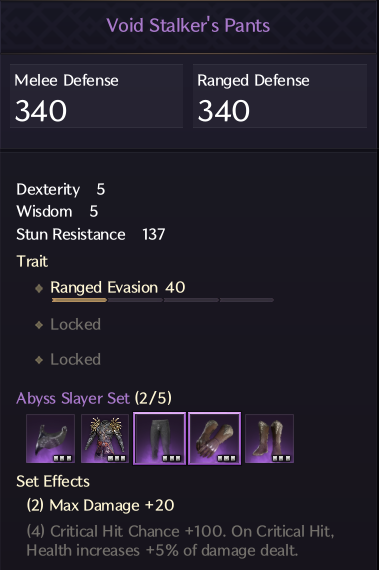 Void Stalker's Pants
Melee Defense
340
Ranged Defense
340
Dexterity 5
Wisdom 5
Stun Resistance 137
Trait
Ranged Evasion 40
Locked
Locked
Abyss Slayer Set (2/5)
Set Effects
(2) Max Damage +20
(4) Critical Hit Chance +100. On Critical Hit,
Health increases +5% of damage dealt.